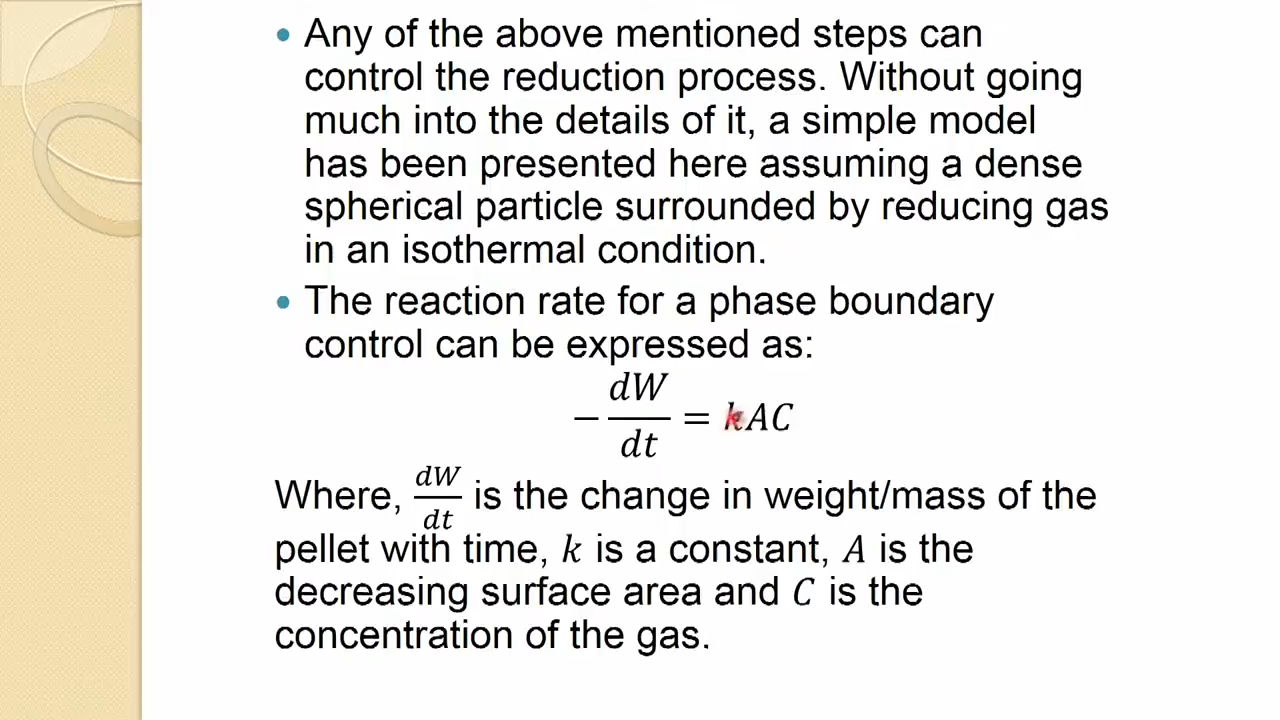 • Any of the above mentioned steps can
control the reduction process. Without going
much into the details of it, a simple model
has been presented here assuming a dense
spherical particle surrounded by reducing gas
in an isothermal condition.
• The reaction rate for a phase boundary
control can be expressed as:
− dW/dt = kAC
Where, dW/dt is the change in weight/mass of the
pellet with time, k is a constant, A is the
decreasing surface area and C is the
concentration of the gas.